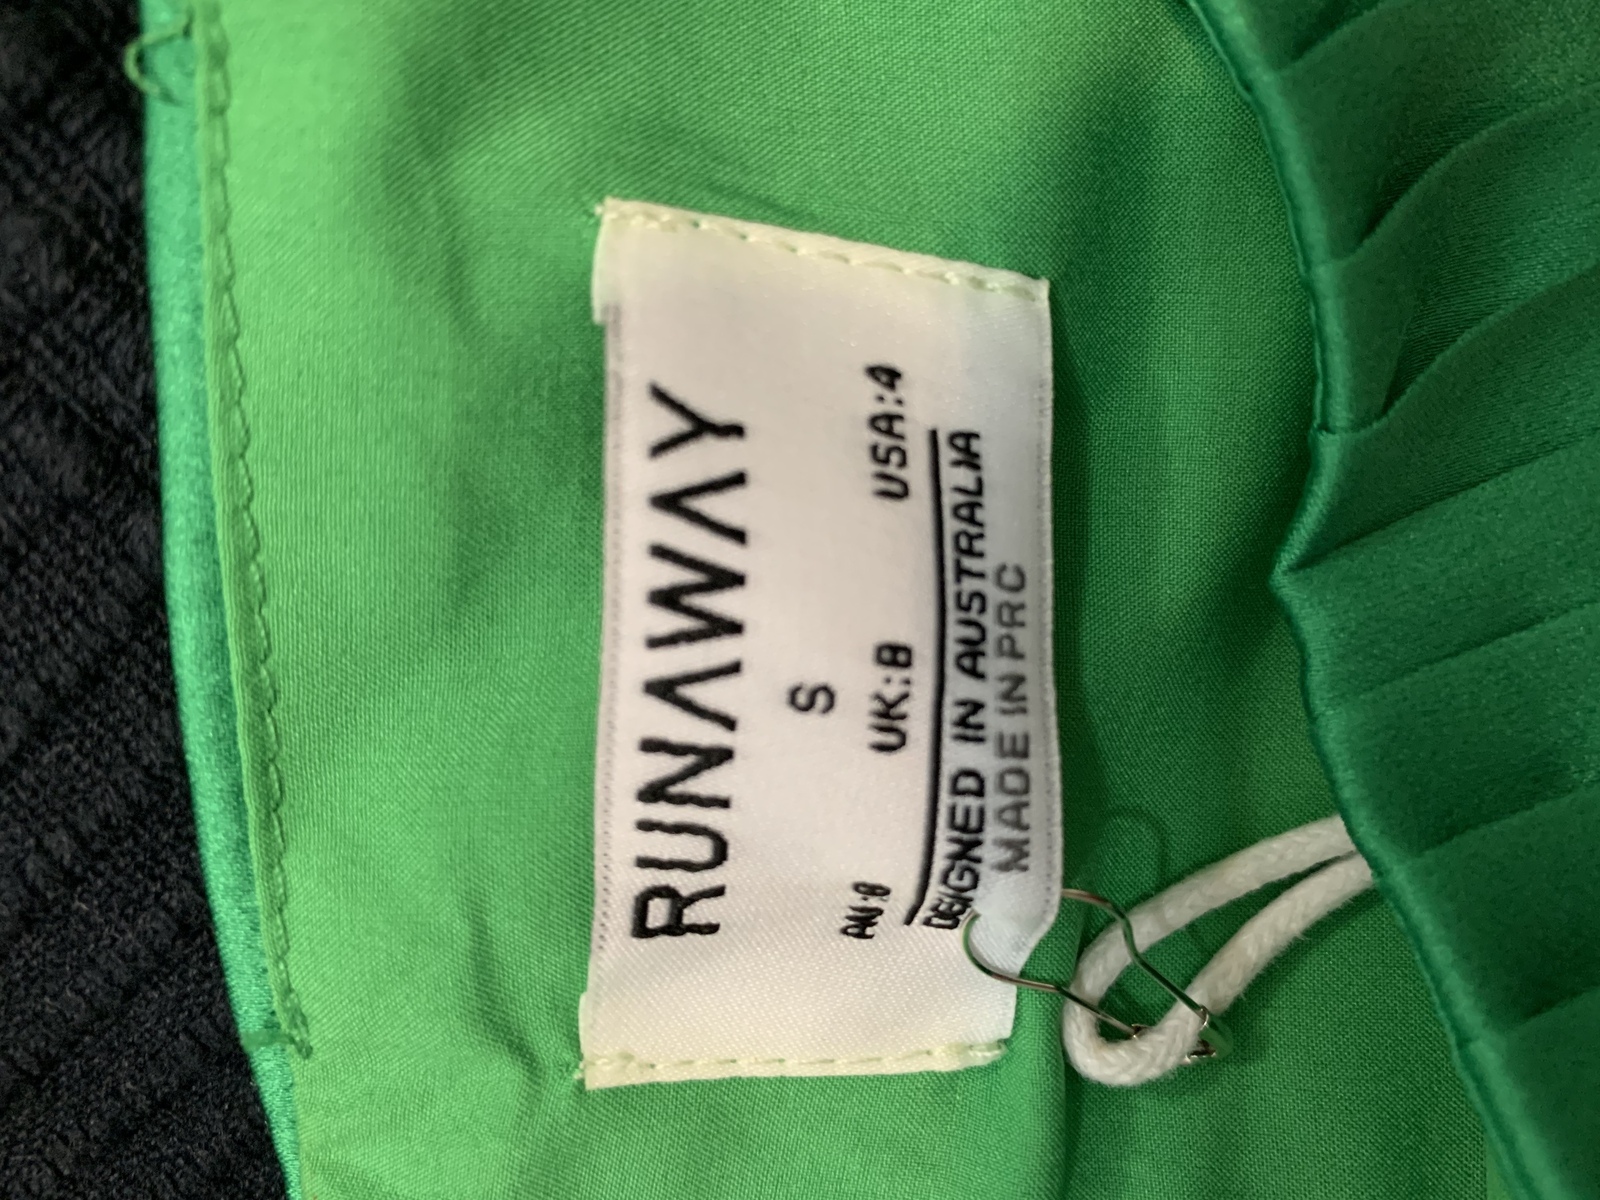 RUNAWAY
S
AU:8 UK:8 USA:4
DESIGNED IN AUSTRALIA
MADE IN PRC